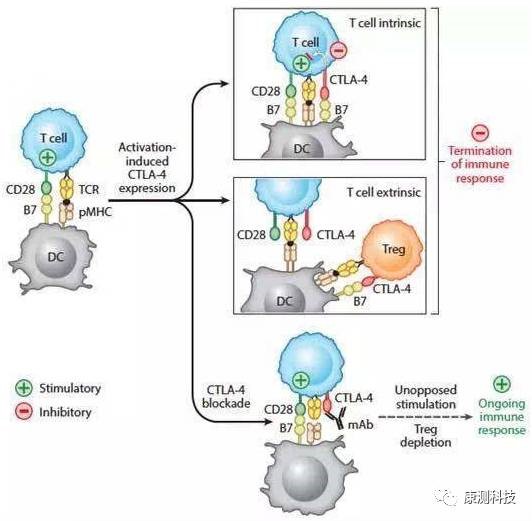 T cell
CD28
B7
TCR
pMHC
DC
Activation-
induced
CTLA-4
expression
T cell intrinsic
T cell
CD28
B7
CTLA-4
B7
DC
T cell extrinsic
CD28
CTLA-4
Treg
DC
B7
CTLA-4
Termination
of immune
response
Stimulatory
Inhibitory
CTLA-4
blockade
CD28
B7
CTLA-4
mAb
Unopposed
stimulation
Treg
depletion
Ongoing
immune
response
康测科技